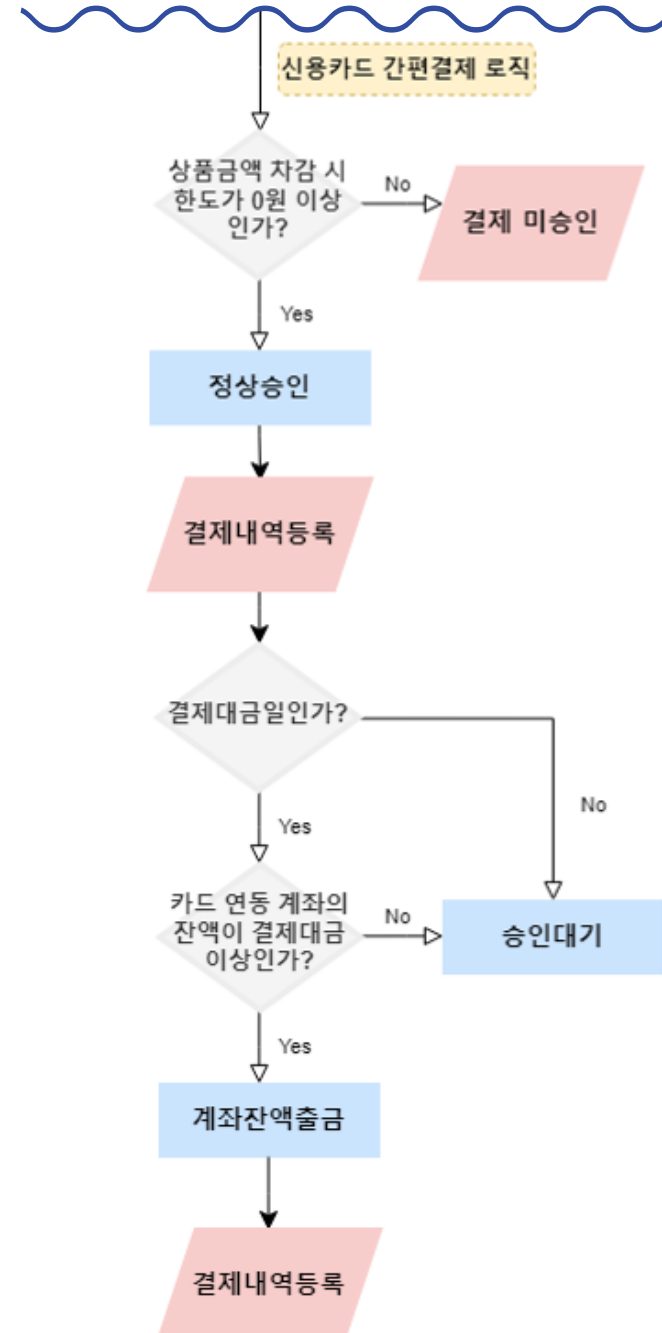 신용카드 간편결제 로직
상품금액 차감 시
한도가 0원 이상
인가?
No
결제 미승인
Yes
정상승인
결제내역등록
결제대금일인가?
No
Yes
카드 연동 계좌의
잔액이 결제대금
이상인가?
No
승인대기
Yes
계좌잔액출금
결제내역등록